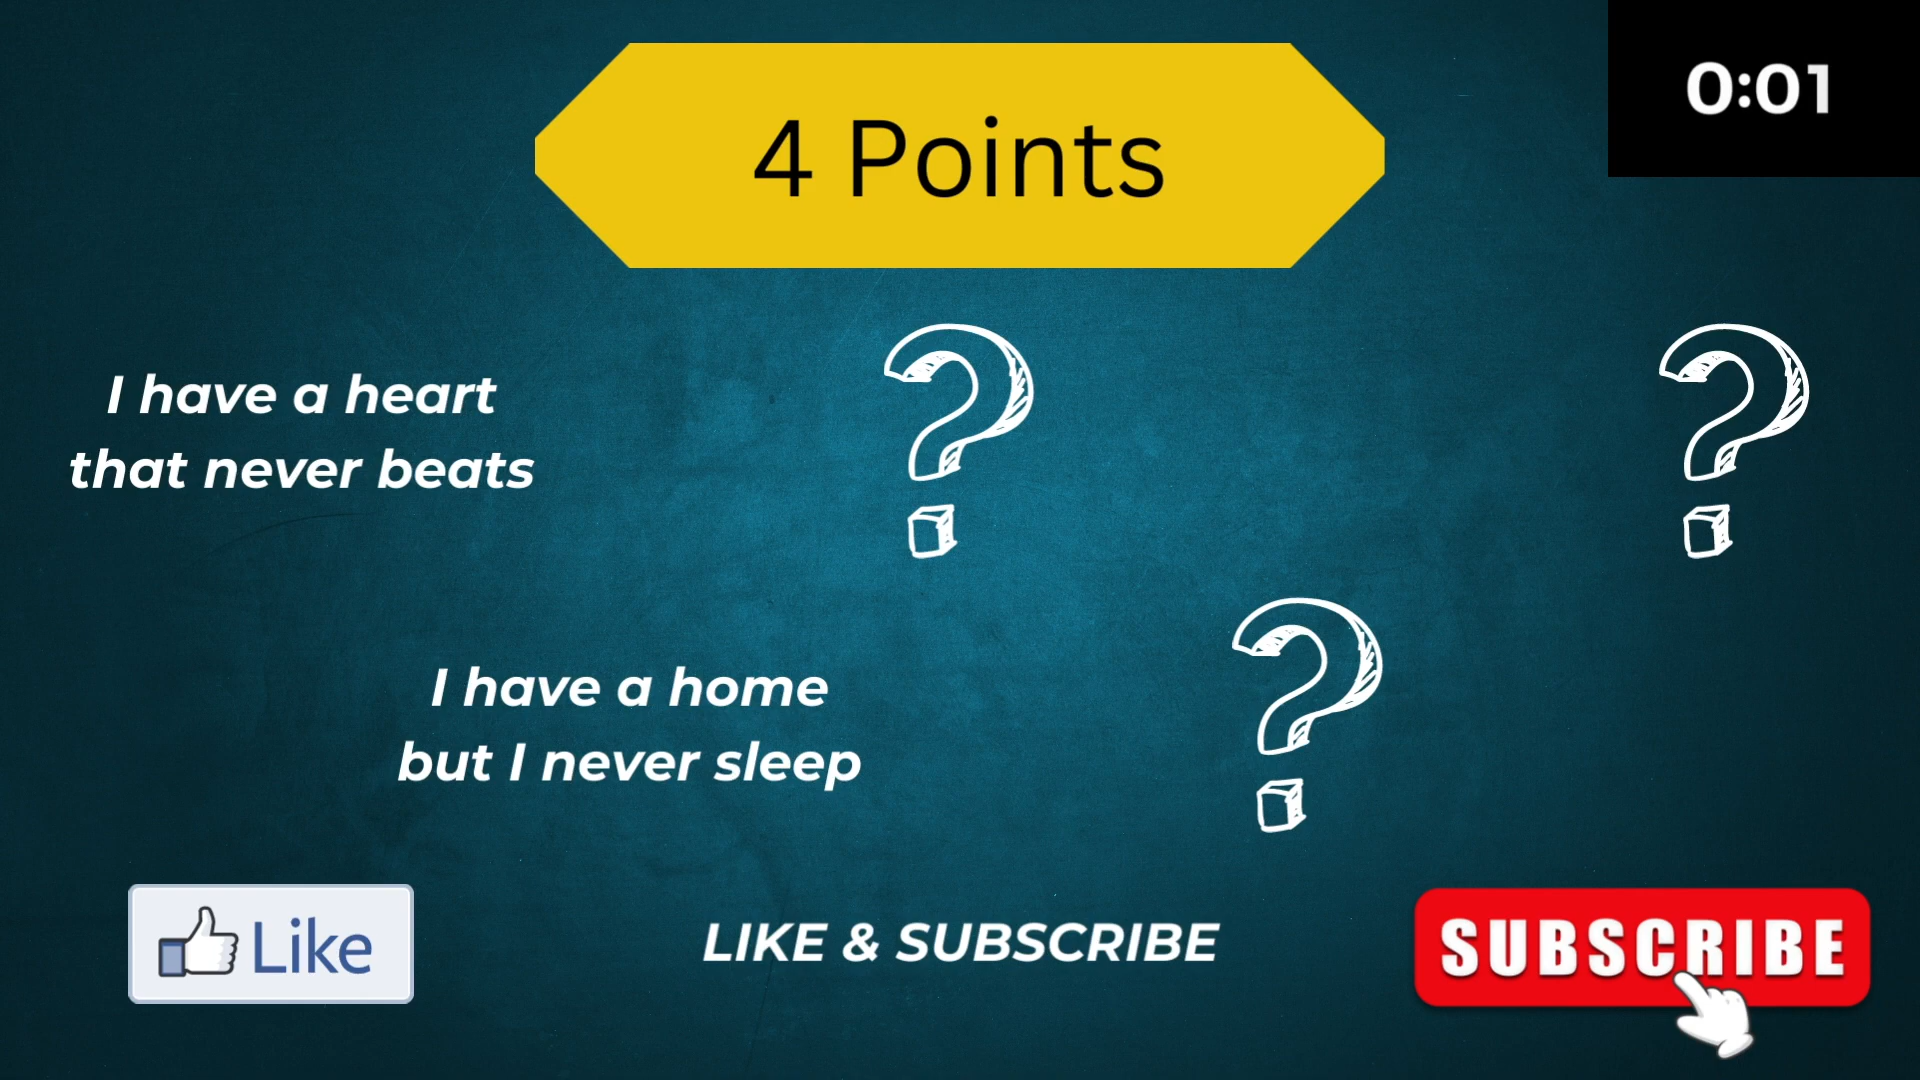 4 Points
0:01
I have a heart
that never beats
?
?
I have a home
but I never sleep
?
Like
LIKE & SUBSCRIBE
SUBSCRIBE